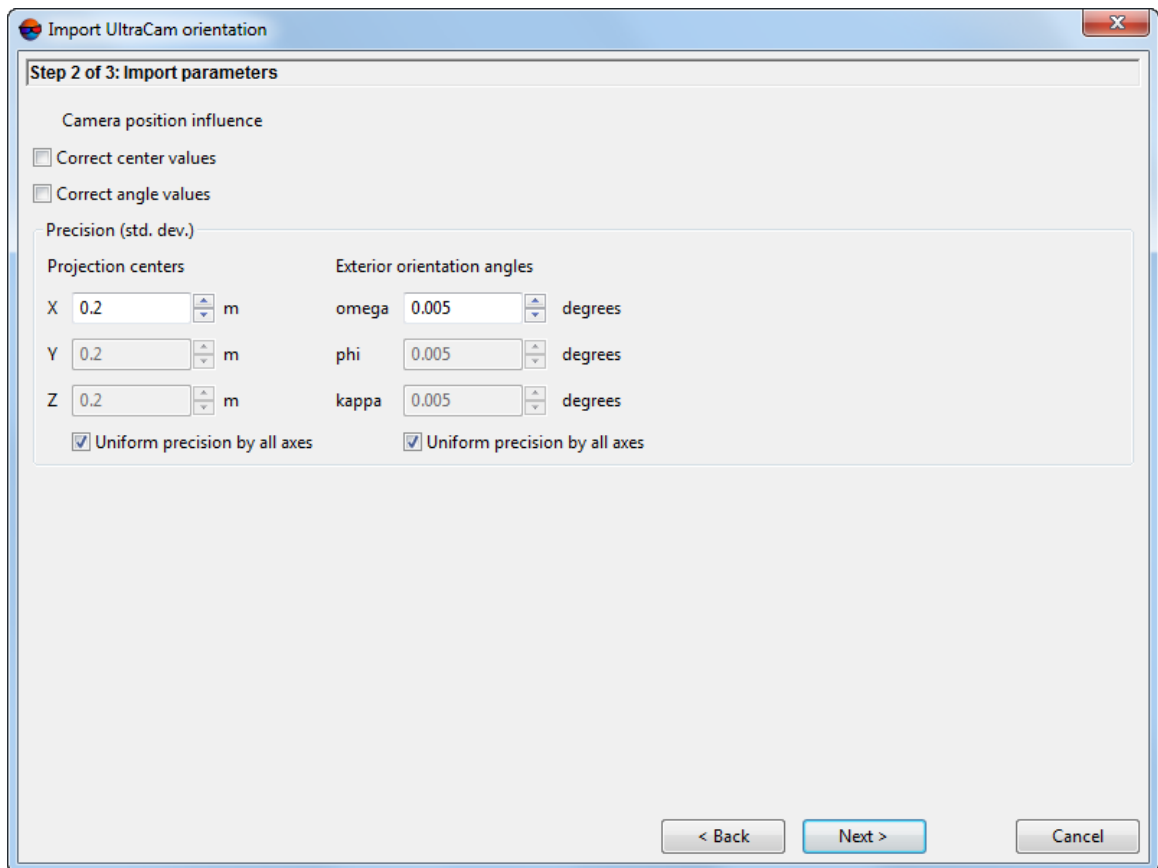 Import UltraCam orientation
Step 2 of 3: Import parameters
Camera position influence
Correct center values
Correct angle values
Precision (std. dev.)
Projection centers Exterior orientation angles
X 0.2 m omega 0.005 degrees
Y 0.2 m phi 0.005 degrees
Z 0.2 m kappa 0.005 degrees
Uniform precision by all axes Uniform precision by all axes
< Back Next > Cancel